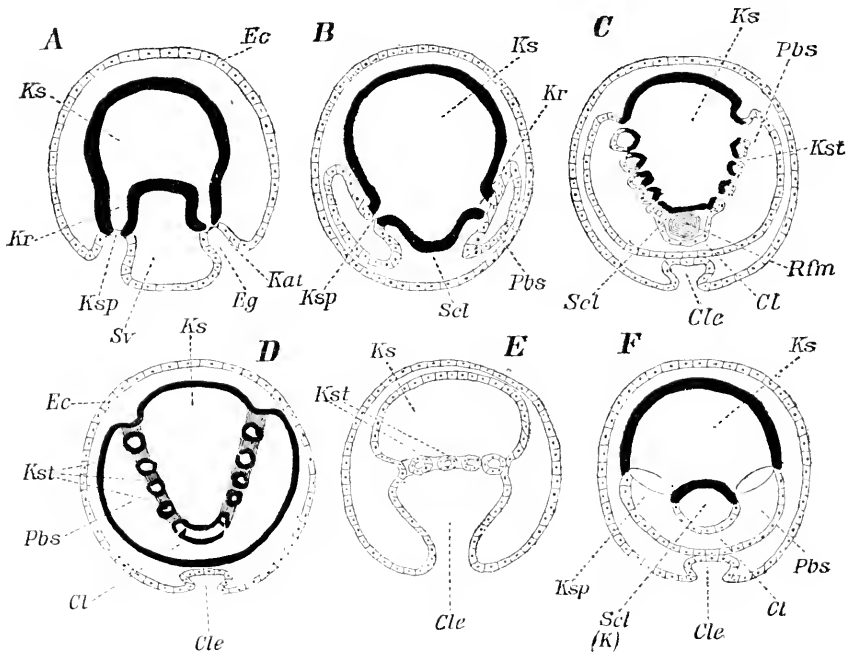 A
Ec
Ks
Kr
Ksp
Sv
Eg
Kat
B
Ks
Kr
Ksp
Scl
Pbs
C
Ks
Pbs
Kst
Scl
Cle
Cl
Rfm
D
Ks
Ec
Kst
Pbs
Cl
Cle
E
Ks
Kst
Cle
F
Ks
Ksp
Scl
(K)
Cle
Cl
Pbs